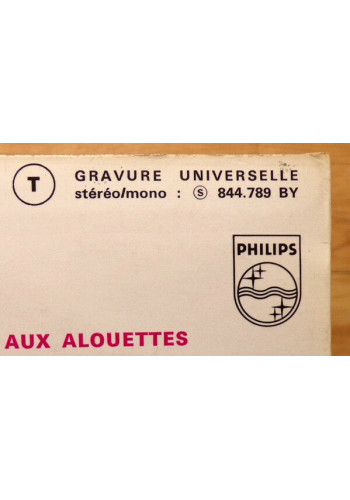 T
GRAVURE UNIVERSELLE
stéréo/mono : Ⓢ 844.789 BY
PHILIPS
AUX ALOUETTES